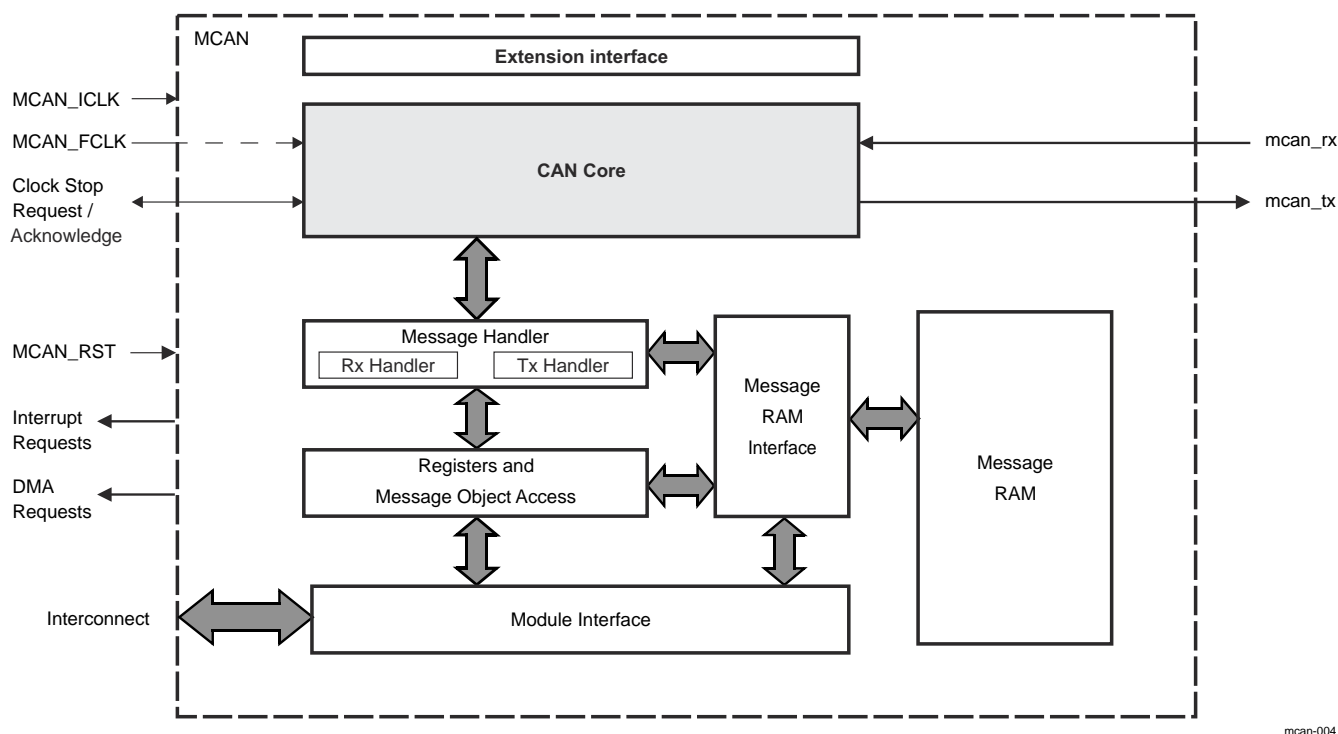 MCAN
Extension interface
MCAN_ICLK
MCAN_FCLK
mcan_rx
CAN Core
Clock Stop
Request /
Acknowledge
mcan_tx
Message Handler
Rx Handler
Tx Handler
MCAN_RST
Message
RAM
Interface
Interrupt
Requests
Registers and
Message Object Access
Message
RAM
DMA
Requests
Interconnect
Module Interface
mcan-004